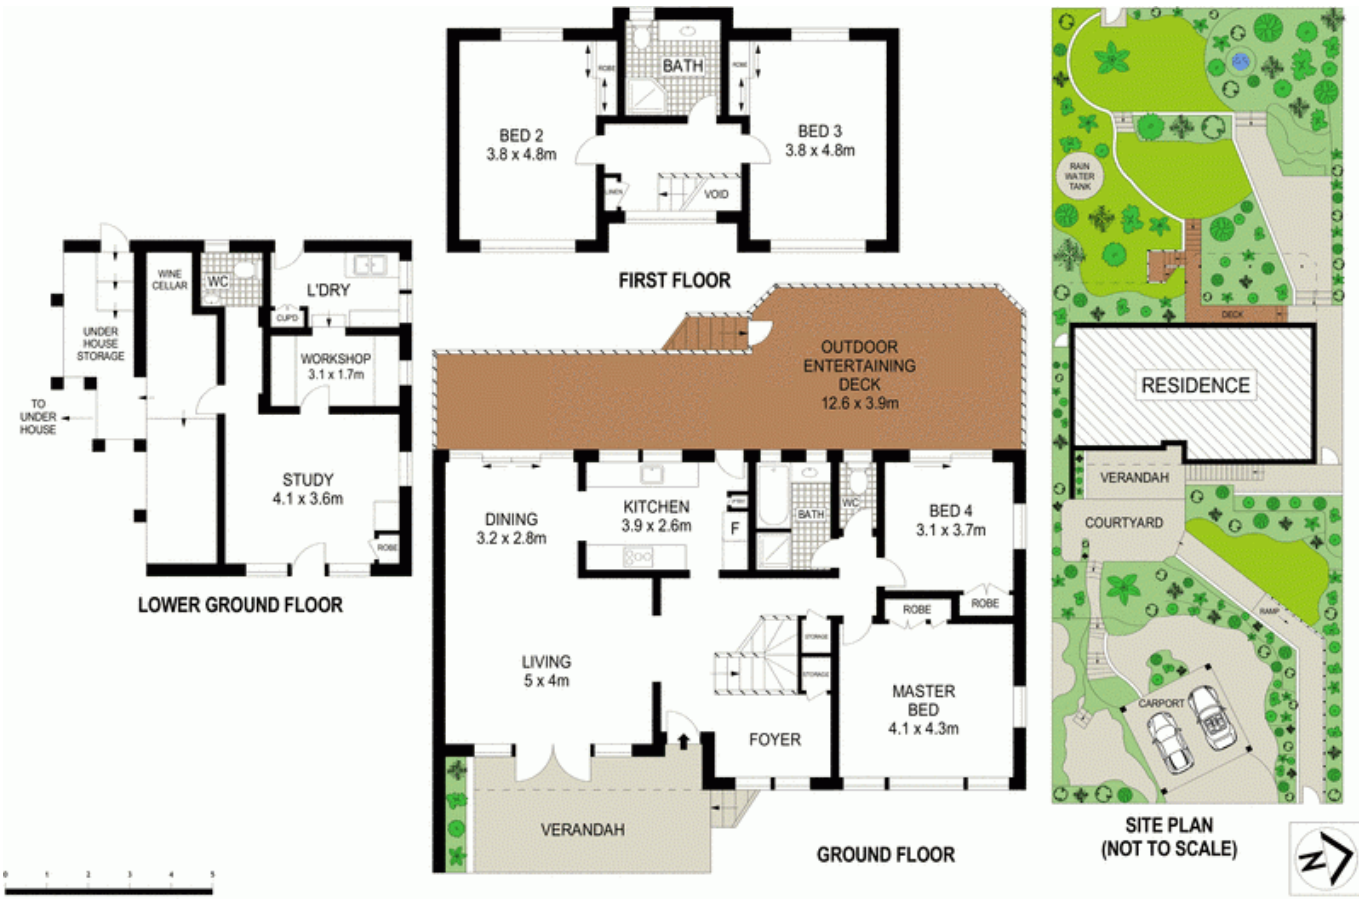 BATH
ROBE
ROBE
BED 2
3.8 x 4.8m
BED 3
3.8 x 4.8m
LINEN
VOID
FIRST FLOOR
WINE
CELLAR
WC
L'DRY
CUP'D
UNDER
HOUSE
STORAGE
WORKSHOP
3.1 x 1.7m
TO
UNDER
HOUSE
STUDY
4.1 x 3.6m
ROBE
LOWER GROUND FLOOR
OUTDOOR
ENTERTAINING
DECK
12.6 x 3.9m
DINING
3.2 x 2.8m
KITCHEN
3.9 x 2.6m
F
BATH
WC
BED 4
3.1 x 3.7m
ROBE
ROBE
STORAGE
STORAGE
LIVING
5 x 4m
MASTER
BED
4.1 x 4.3m
FOYER
VERANDAH
GROUND FLOOR
RAIN
WATER
TANK
DECK
RESIDENCE
VERANDAH
COURTYARD
RAMP
CARPORT
SITE PLAN
(NOT TO SCALE)
N
0 1 2 3 4 5